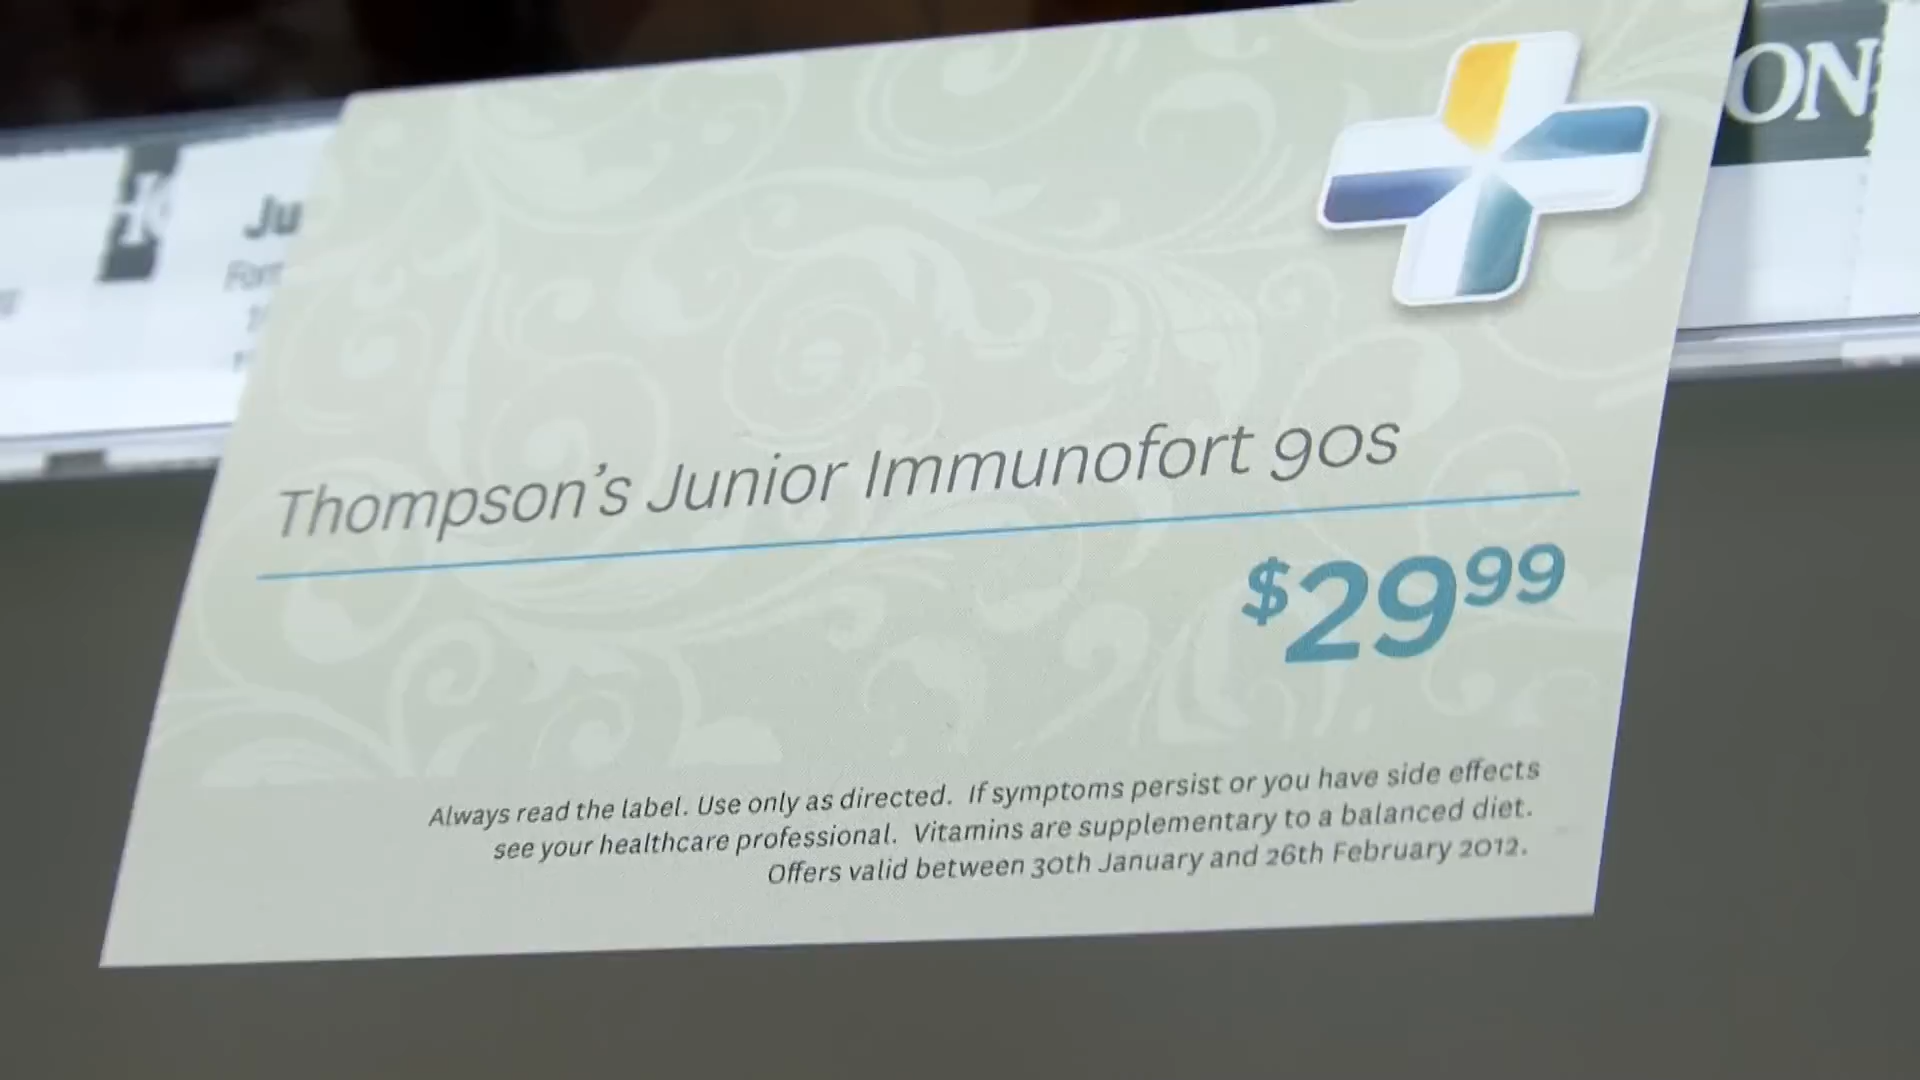 ON
Ju
Thompson's Junior Immunofort 90s
$29.99
Always read the label. Use only as directed. If symptoms persist or you have side effects
see your healthcare professional. Vitamins are supplementary to a balanced diet.
Offers valid between 30th January and 26th February 2012.